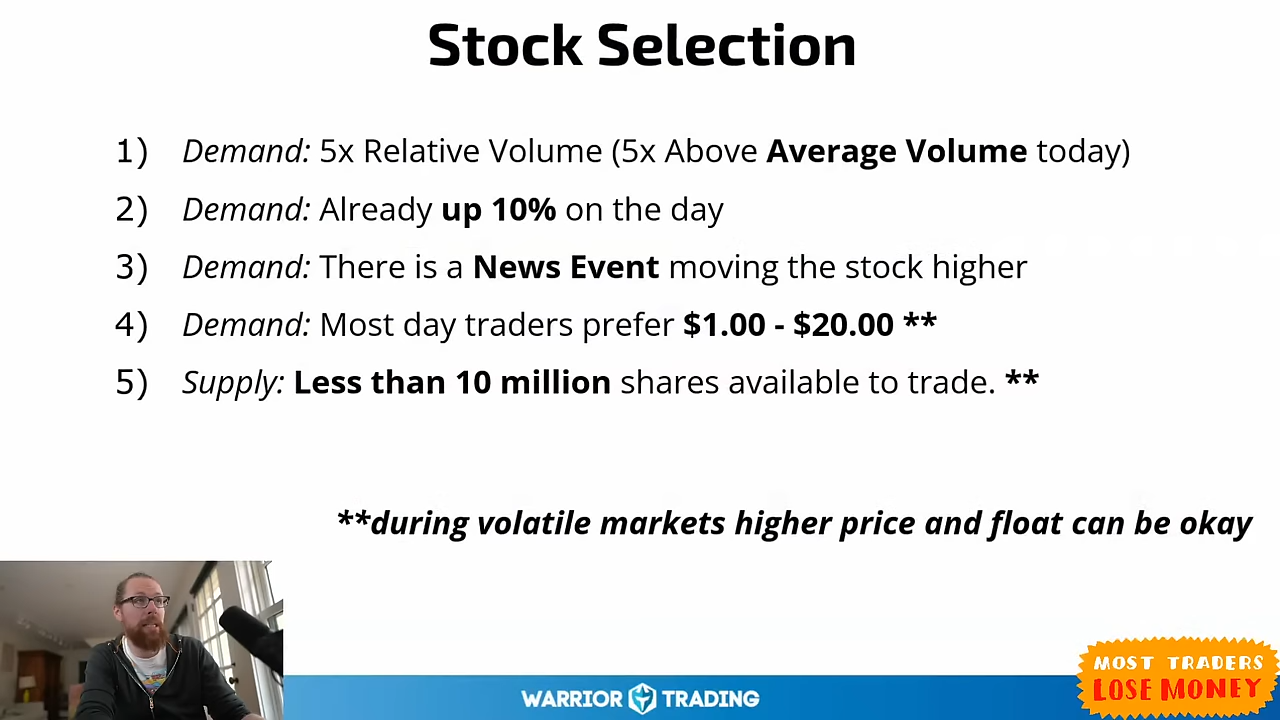 Stock Selection
1) Demand: 5x Relative Volume (5x Above Average Volume today)
2) Demand: Already up 10% on the day
3) Demand: There is a News Event moving the stock higher
4) Demand: Most day traders prefer $1.00 - $20.00 **
5) Supply: Less than 10 million shares available to trade. **
**during volatile markets higher price and float can be okay
WARRIOR TRADING
MOST TRADERS
LOSE MONEY